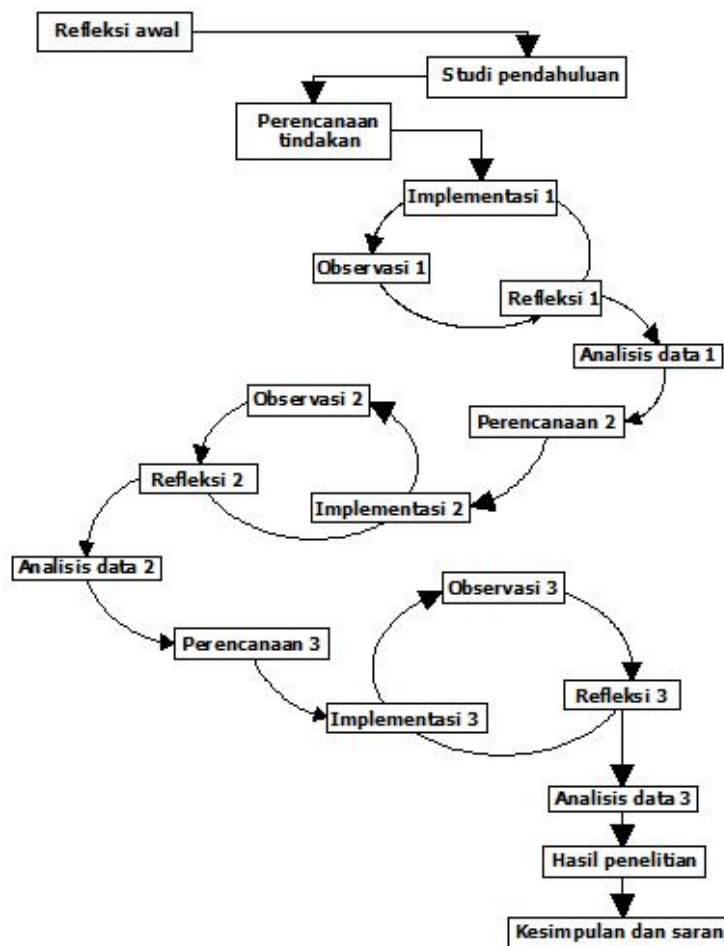 Refleksi awal
Studi pendahuluan
Perencanaan
tindakan
Implementasi 1
Observasi 1
Refleksi 1
Analisis data 1
Perencanaan 2
Implementasi 2
Observasi 2
Refleksi 2
Analisis data 2
Perencanaan 3
Implementasi 3
Observasi 3
Refleksi 3
Analisis data 3
Hasil penelitian
Kesimpulan dan saran